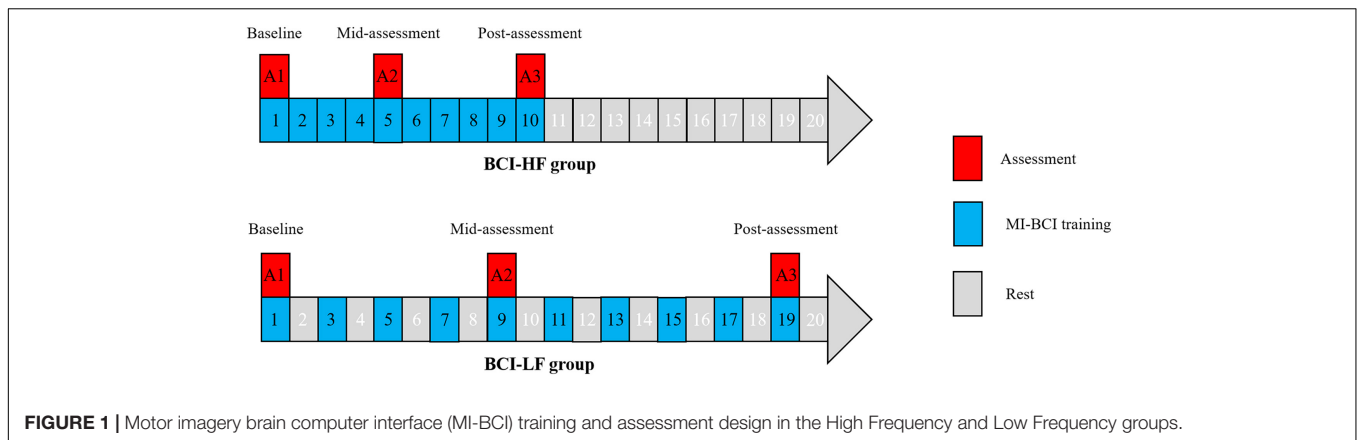 Baseline Mid-assessment Post-assessment
A1 A2 A3
1 2 3 4 5 6 7 8 9 10 11 12 13 14 15 16 17 18 19 20
BCI-HF group
Baseline Mid-assessment Post-assessment
A1 A2 A3
1 2 3 4 5 6 7 8 9 10 11 12 13 14 15 16 17 18 19 20
BCI-LF group
Assessment
MI-BCI training
Rest
FIGURE 1 | Motor imagery brain computer interface (MI-BCI) training and assessment design in the High Frequency and Low Frequency groups.